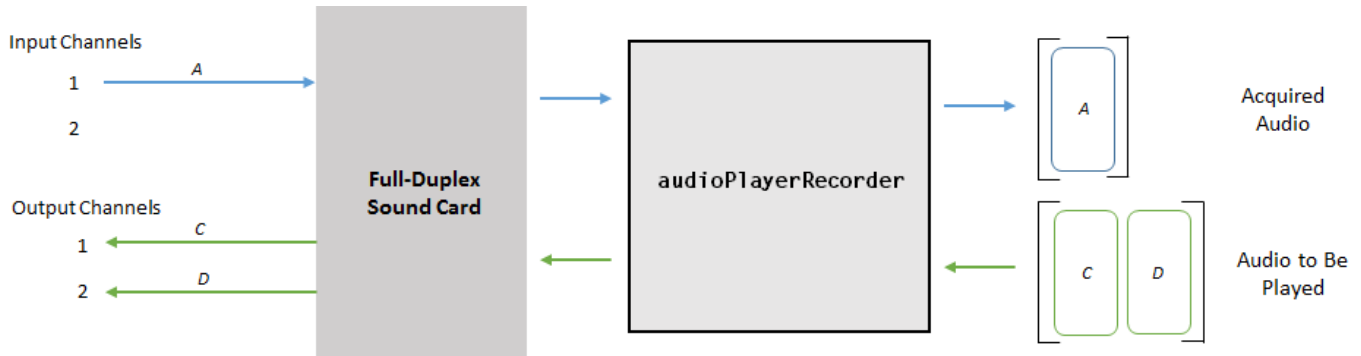 Input Channels
1
A
2
Output Channels
1
C
2
D
Full-Duplex
Sound Card
audioPlayerRecorder
A
Acquired
Audio
C
D
Audio to Be
Played